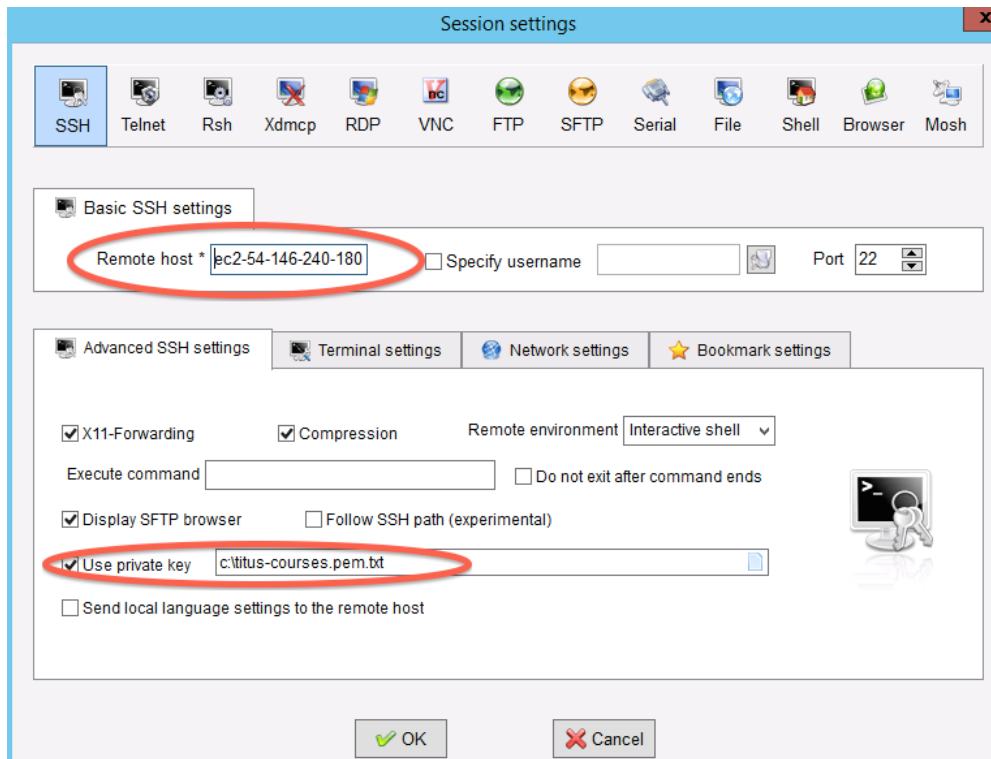 Session settings
x
SSH Telnet Rsh Xdmcp RDP VNC FTP SFTP Serial File Shell Browser Mosh
Basic SSH settings
Remote host * ec2-54-146-240-180 Specify username Port 22
Advanced SSH settings Terminal settings Network settings Bookmark settings
X11-Forwarding Compression Remote environment Interactive shell
Execute command Do not exit after command ends
Display SFTP browser Follow SSH path (experimental)
Use private key c:\titus-courses.pem.txt
Send local language settings to the remote host
OK Cancel